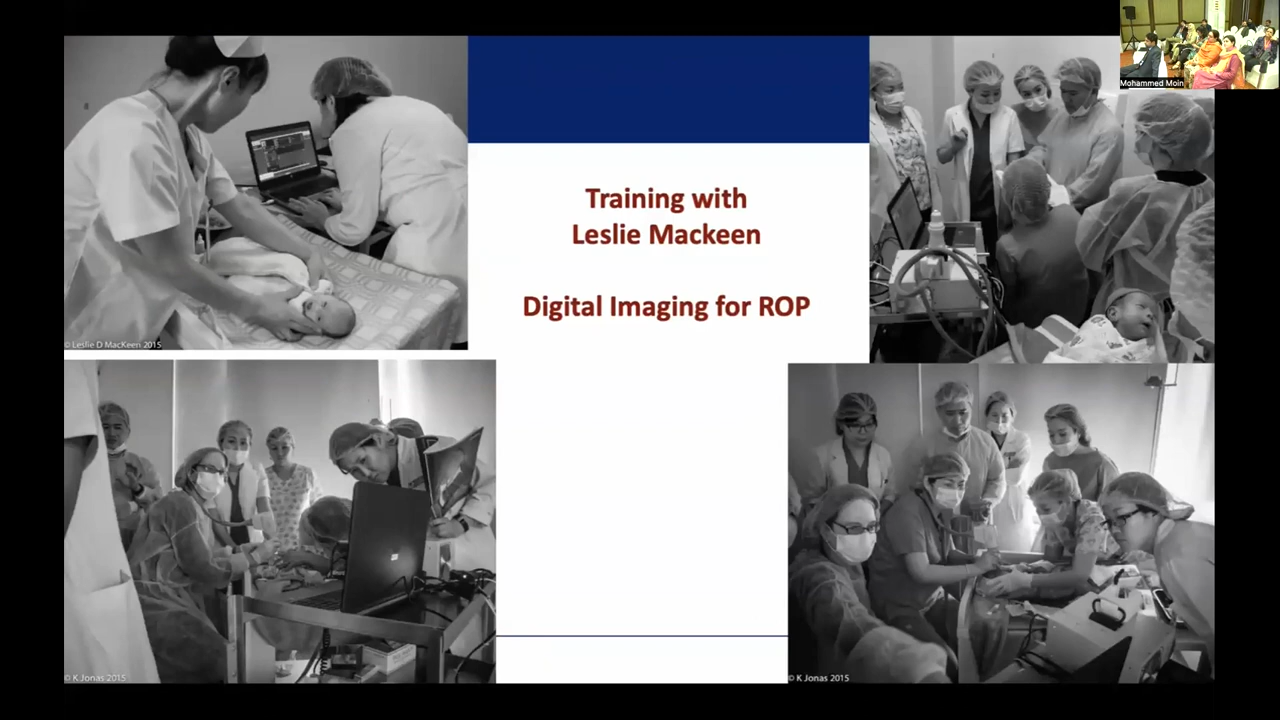 Mohammed Moin
Training with
Leslie Mackeen
Digital Imaging for ROP
© Leslie D MacKeen 2015
© K Jonas 2015
© K Jonas 2015